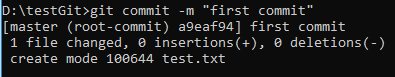 D:\testGit>git commit -m "first commit"
[master (root-commit) a9eaf94] first commit
 1 file changed, 0 insertions(+), 0 deletions(-)
 create mode 100644 test.txt